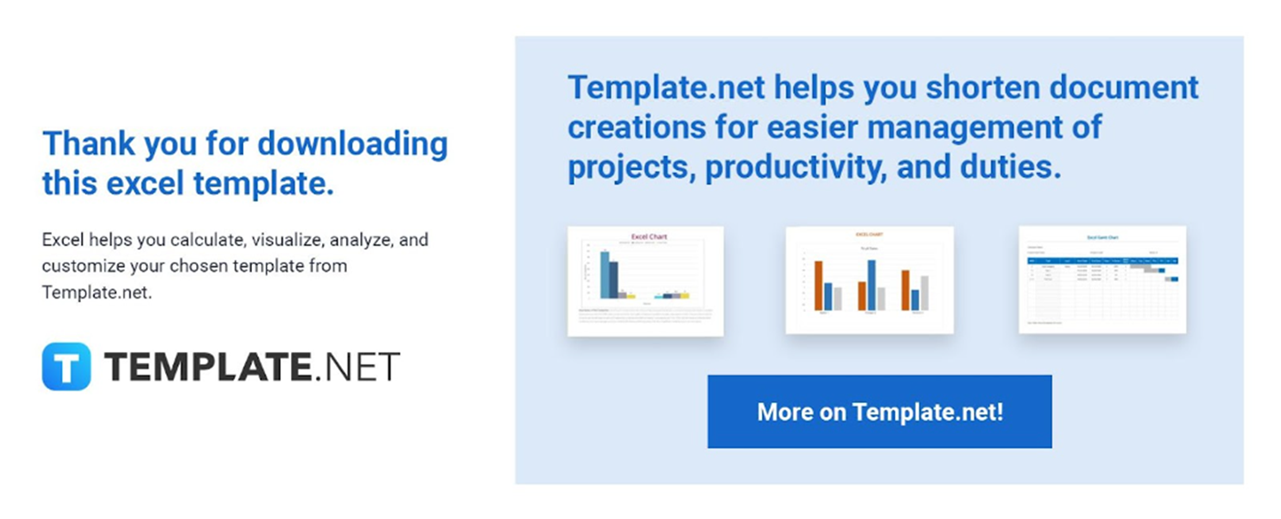 Thank you for downloading
this excel template.
Excel helps you calculate, visualize, analyze, and
customize your chosen template from
Template.net.
T TEMPLATE.NET
Template.net helps you shorten document
creations for easier management of
projects, productivity, and duties.
Excel Chart
EXCEL CHART
Excel Gantt Chart
More on Template.net!